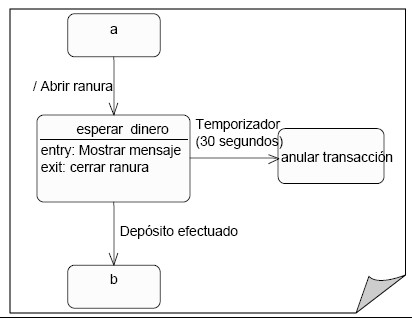 a
/ Abrir ranura
esperar dinero
entry: Mostrar mensaje
exit: cerrar ranura
Temporizador
(30 segundos)
anular transacción
Depósito efectuado
b